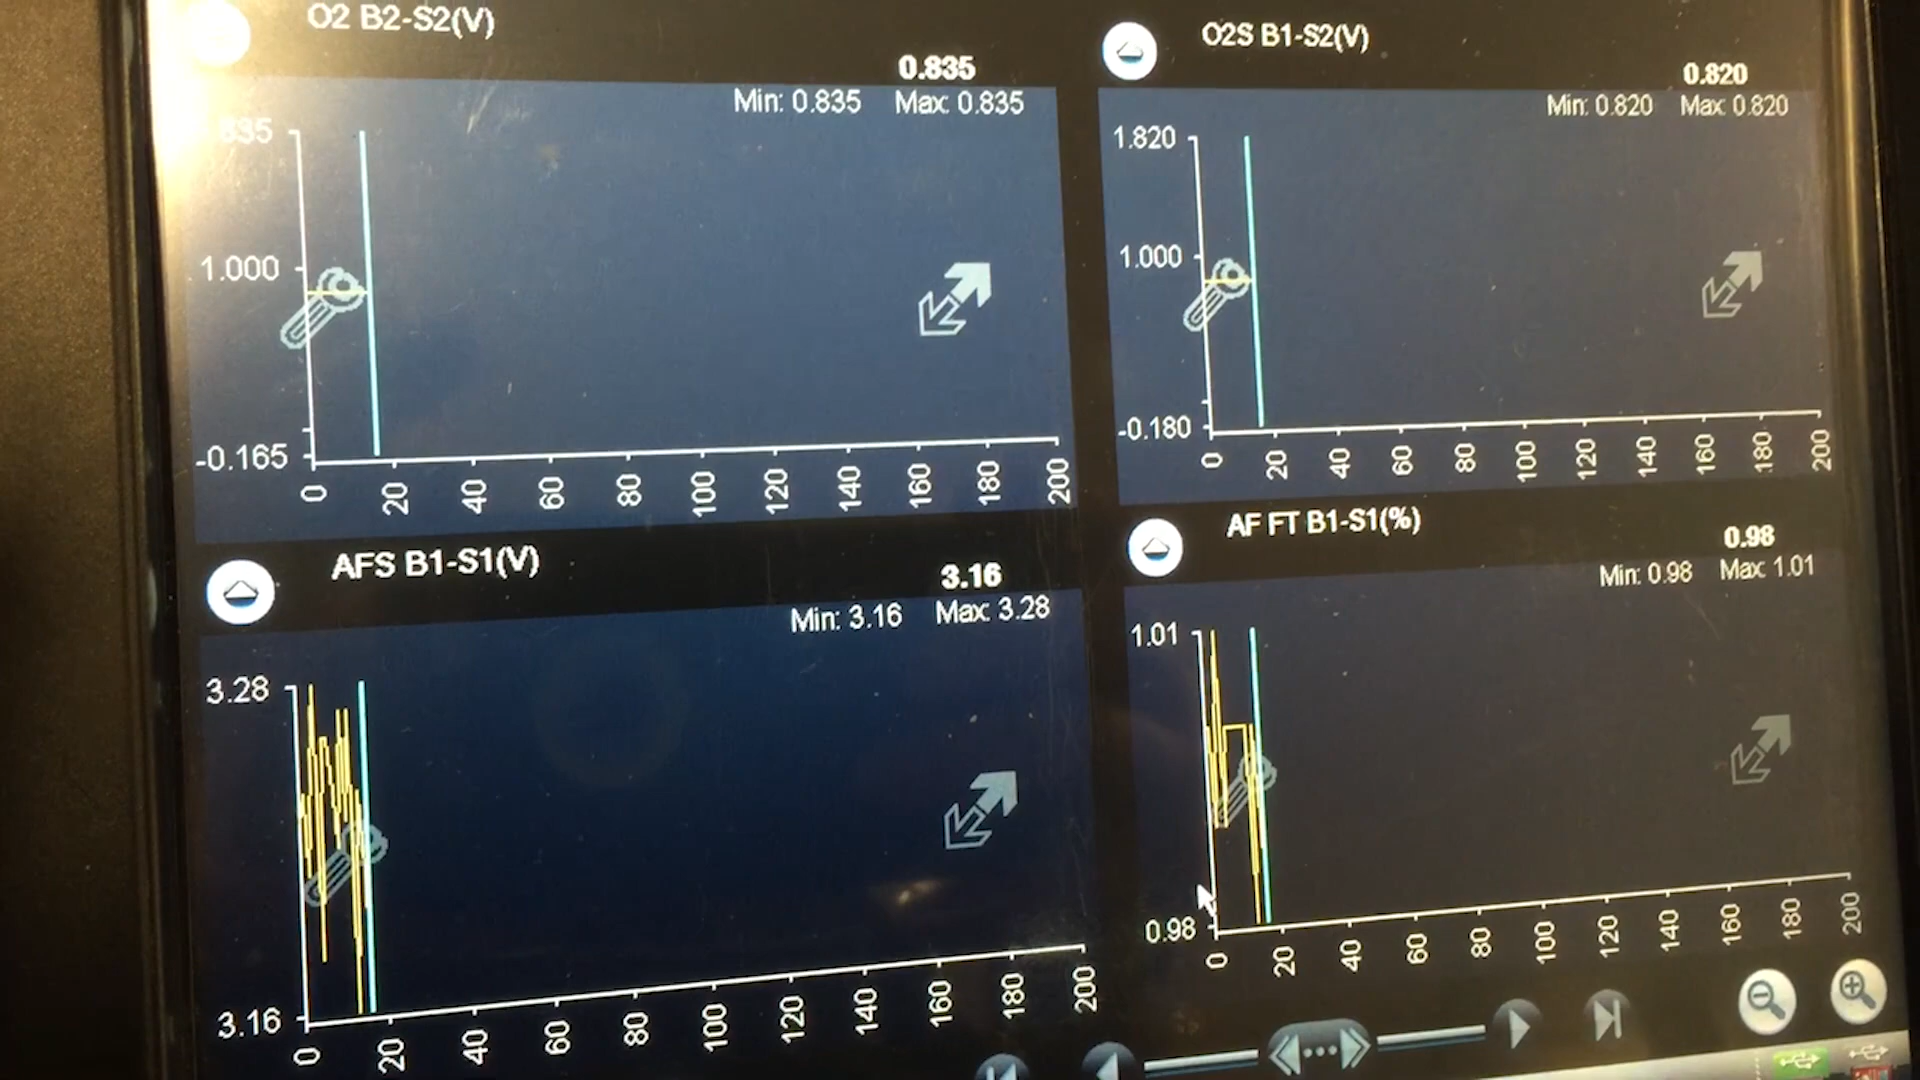 O2 B2-S2(V)
0.835
Min: 0.835 Max: 0.835
1.000
-0.165
0 20 40 60 80 100 120 140 160 180 200
O2S B1-S2(V)
0.820
Min: 0.820 Max: 0.820
1.820
1.000
-0.180
0 20 40 60 80 100 120 140 160 180 200
AFS B1-S1(V)
3.16
Min: 3.16 Max: 3.28
3.28
3.16
0 20 40 60 80 100 120 140 160 180 200
AF FT B1-S1(%)
0.98
Min: 0.98 Max: 1.01
1.01
0.98
0 20 40 60 80 100 120 140 160 180 200